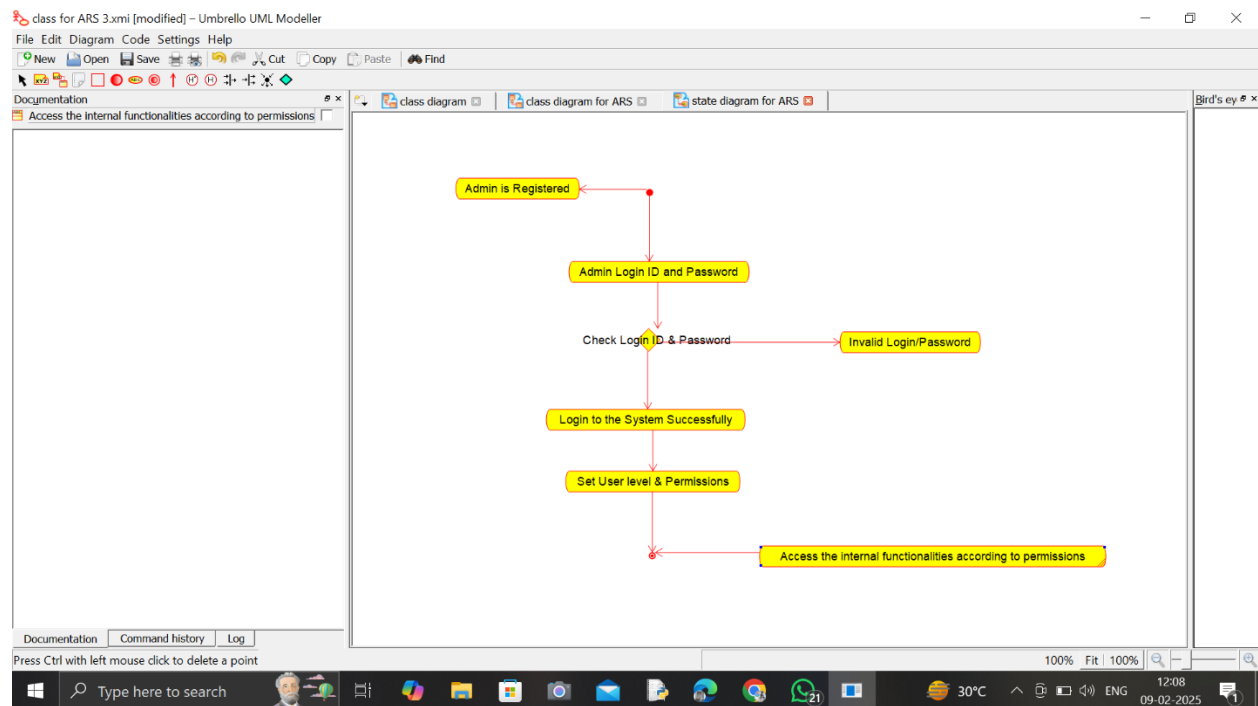 class for ARS 3.xmi [modified] – Umbrello UML Modeller
File Edit Diagram Code Settings Help
New Open Save Cut Copy Paste Find
XYZ
Documentation
class diagram
class diagram for ARS
state diagram for ARS
Bird's ey
Access the internal functionalities according to permissions
Admin is Registered
Admin Login ID and Password
Check Login ID & Password
Invalid Login/Password
Login to the System Successfully
Set User level & Permissions
Access the internal functionalities according to permissions
Documentation Command history Log
Press Ctrl with left mouse click to delete a point
100% Fit 100%
Type here to search
21
30°C
ENG
12:08
09-02-2025
1